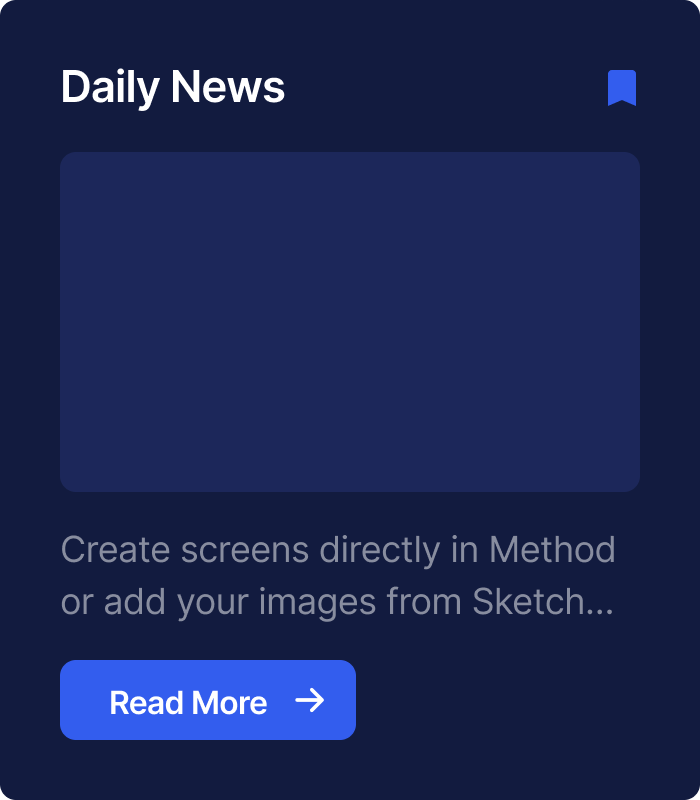 Daily News
Create screens directly in Method
or add your images from Sketch...
Read More